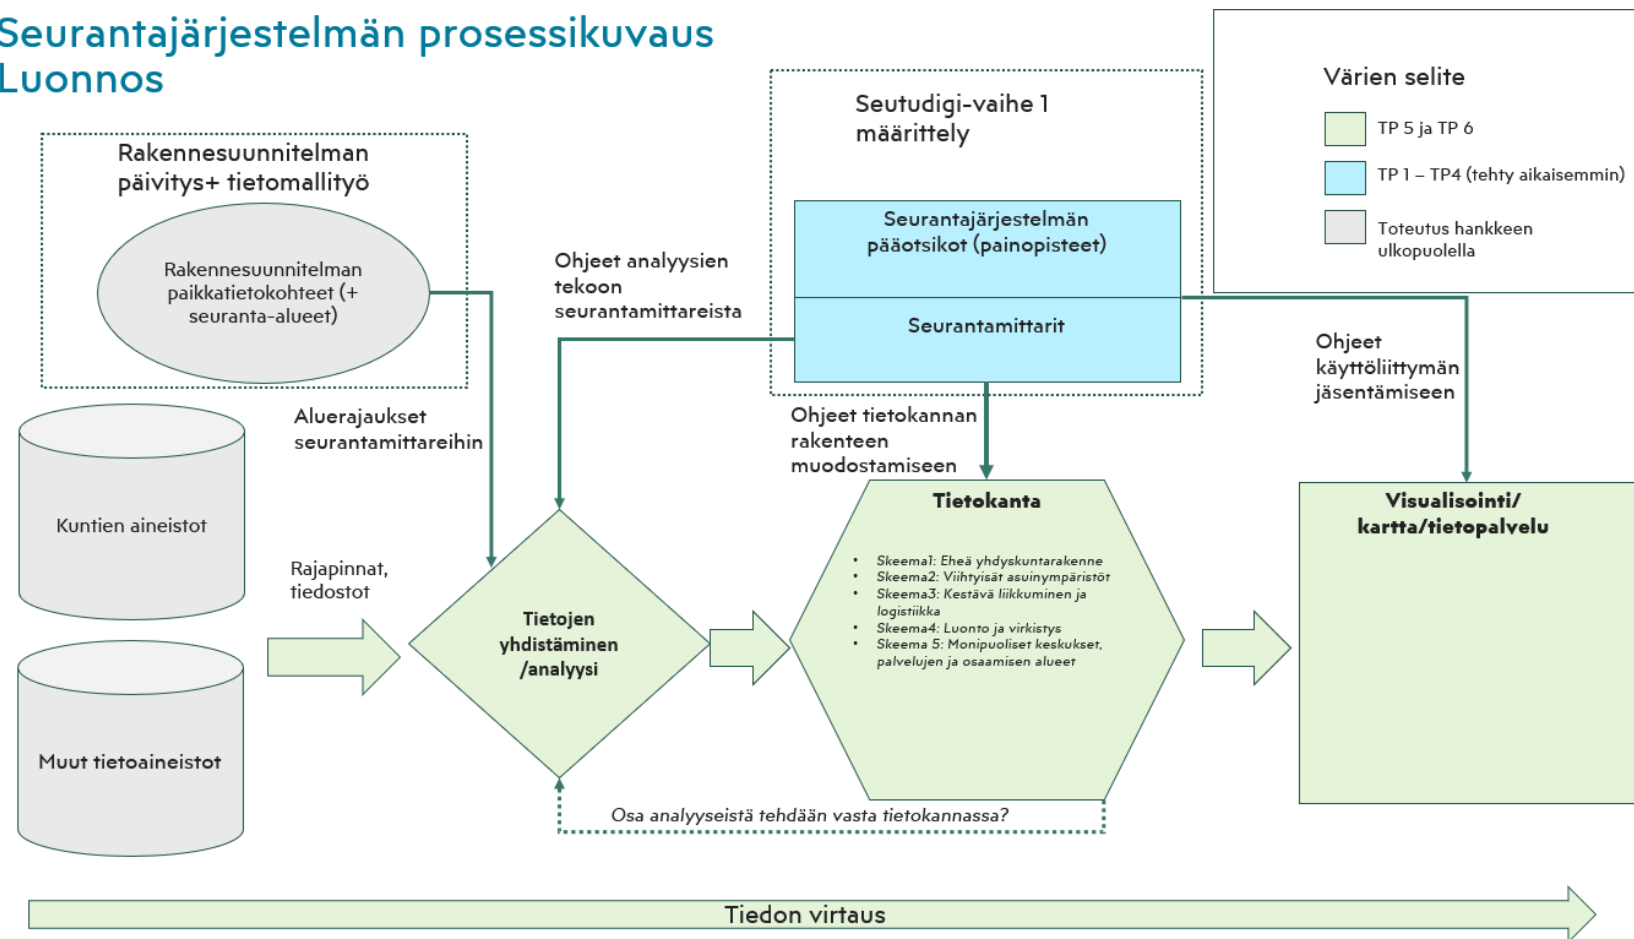 Seurantajärjestelmän prosessikuvaus
Luonnos
Rakennesuunnitelman
päivitys+ tietomallityö
Rakennesuunnitelman
paikkatietokohteet (+
seuranta-alueet)
Aluerajaukset
seurantamittareihin
Kuntien aineistot
Muut tietoaineistot
Rajapinnat,
tiedostot
Ohjeet analyysien
tekoon
seurantamittareista
Tietojen
yhdistäminen
/analyysi
Seutudigi-vaihe 1
määrittely
Seurantajärjestelmän
pääotsikot (painopisteet)
Seurantamittarit
Ohjeet tietokannan
rakenteen
muodostamiseen
Tietokanta
• Skeema1: Eheä yhdyskuntarakenne
• Skeema2: Viihtyisät asuinympäristöt
• Skeema3: Kestävä liikkuminen ja
logistiikka
• Skeema4: Luonto ja virkistys
• Skeema 5: Monipuoliset keskukset,
palvelujen ja osaamisen alueet
Osa analyyseistä tehdään vasta tietokannassa?
Värien selite
TP 5 ja TP 6
TP 1 – TP4 (tehty aikaisemmin)
Toteutus hankkeen
ulkopuolella
Ohjeet
käyttöliittymän
jäsentämiseen
Visualisointi/
kartta/tietopalvelu
Tiedon virtaus